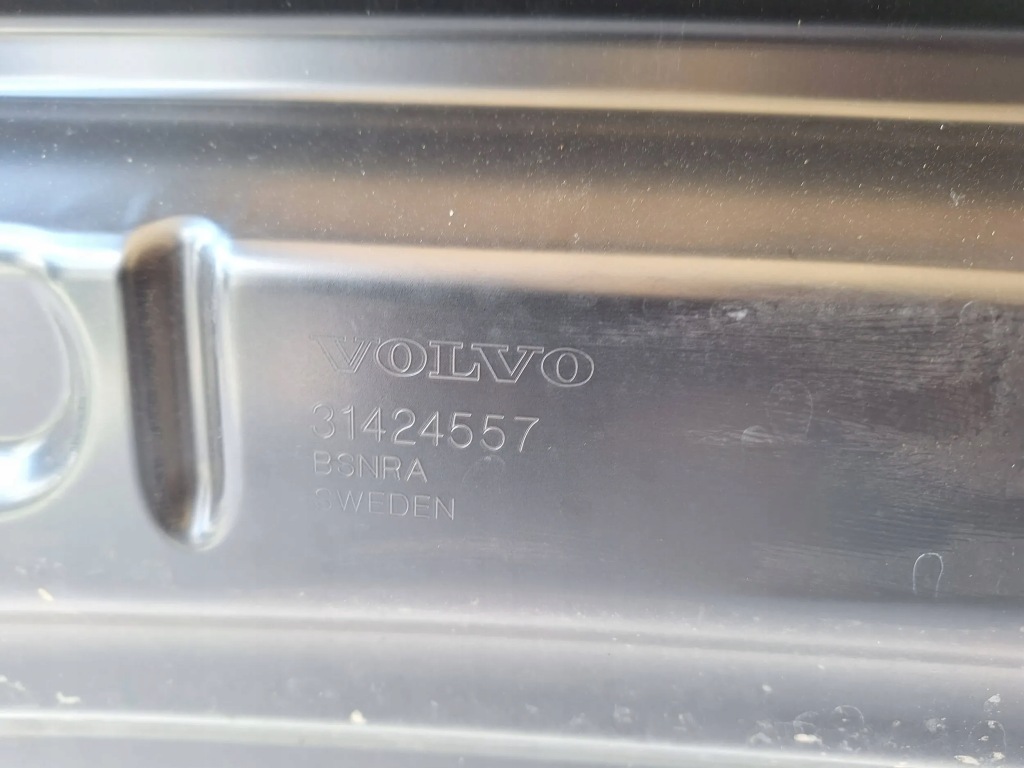 VOLVO
31424557
BSNRA
SWEDEN